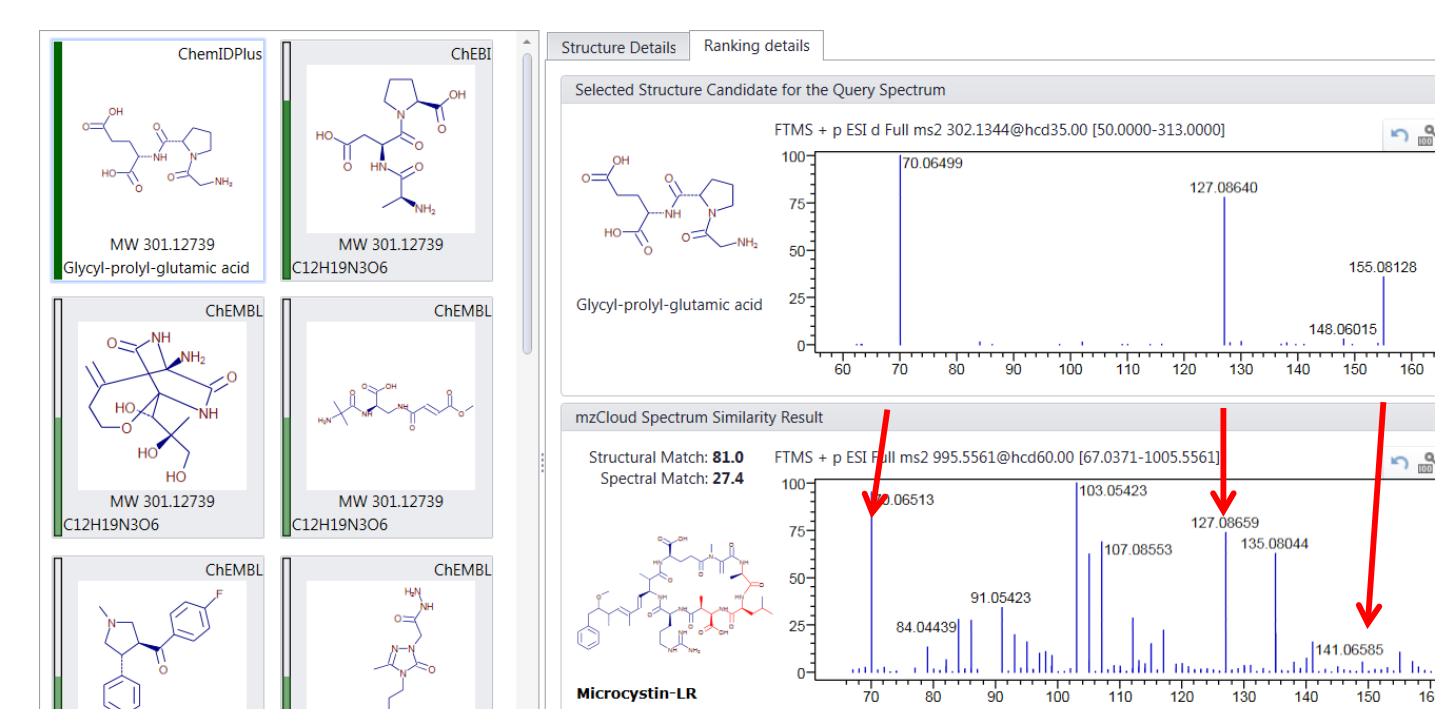 ChemIDPlus
MW 301.12739
Glycyl-prolyl-glutamic acid
ChEBI
MW 301.12739
C12H19N3O6
ChEMBL
MW 301.12739
C12H19N3O6
ChEMBL
MW 301.12739
C12H19N3O6
ChEMBL
ChEMBL
Structure Details
Ranking details
Selected Structure Candidate for the Query Spectrum
FTMS + p ESI d Full ms2 302.1344@hcd35.00 [50.0000-313.0000]
Glycyl-prolyl-glutamic acid
100
75
50
25
0
70.06499
127.08640
155.08128
148.06015
60 70 80 90 100 110 120 130 140 150 160
mzCloud Spectrum Similarity Result
Structural Match: 81.0
Spectral Match: 27.4
FTMS + p ESI Full ms2 995.5561@hcd60.00 [67.0371-1005.5561]
Microcystin-LR
100
75
50
25
0
70.06513
103.05423
127.08659
107.08553
135.08044
91.05423
84.04439
141.06585
70 80 90 100 110 120 130 140 150 16